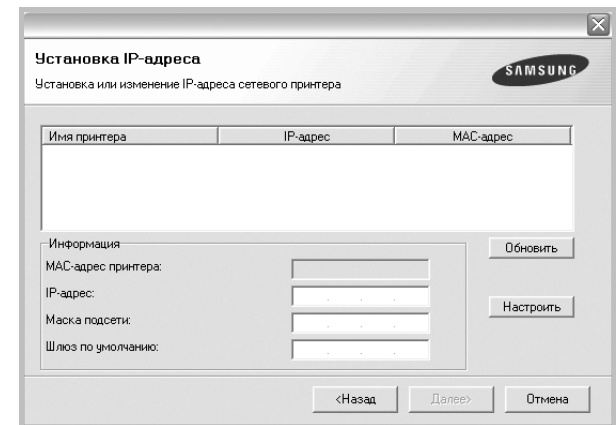 Установка IP-адреса
Установка или изменение IP-адреса сетевого принтера
SAMSUNG
Имя принтера IP-адрес MAC-адрес
Информация
MAC-адрес принтера:
IP-адрес:
Маска подсети:
Шлюз по умолчанию:
Обновить
Настроить
<Назад Далее> Отмена